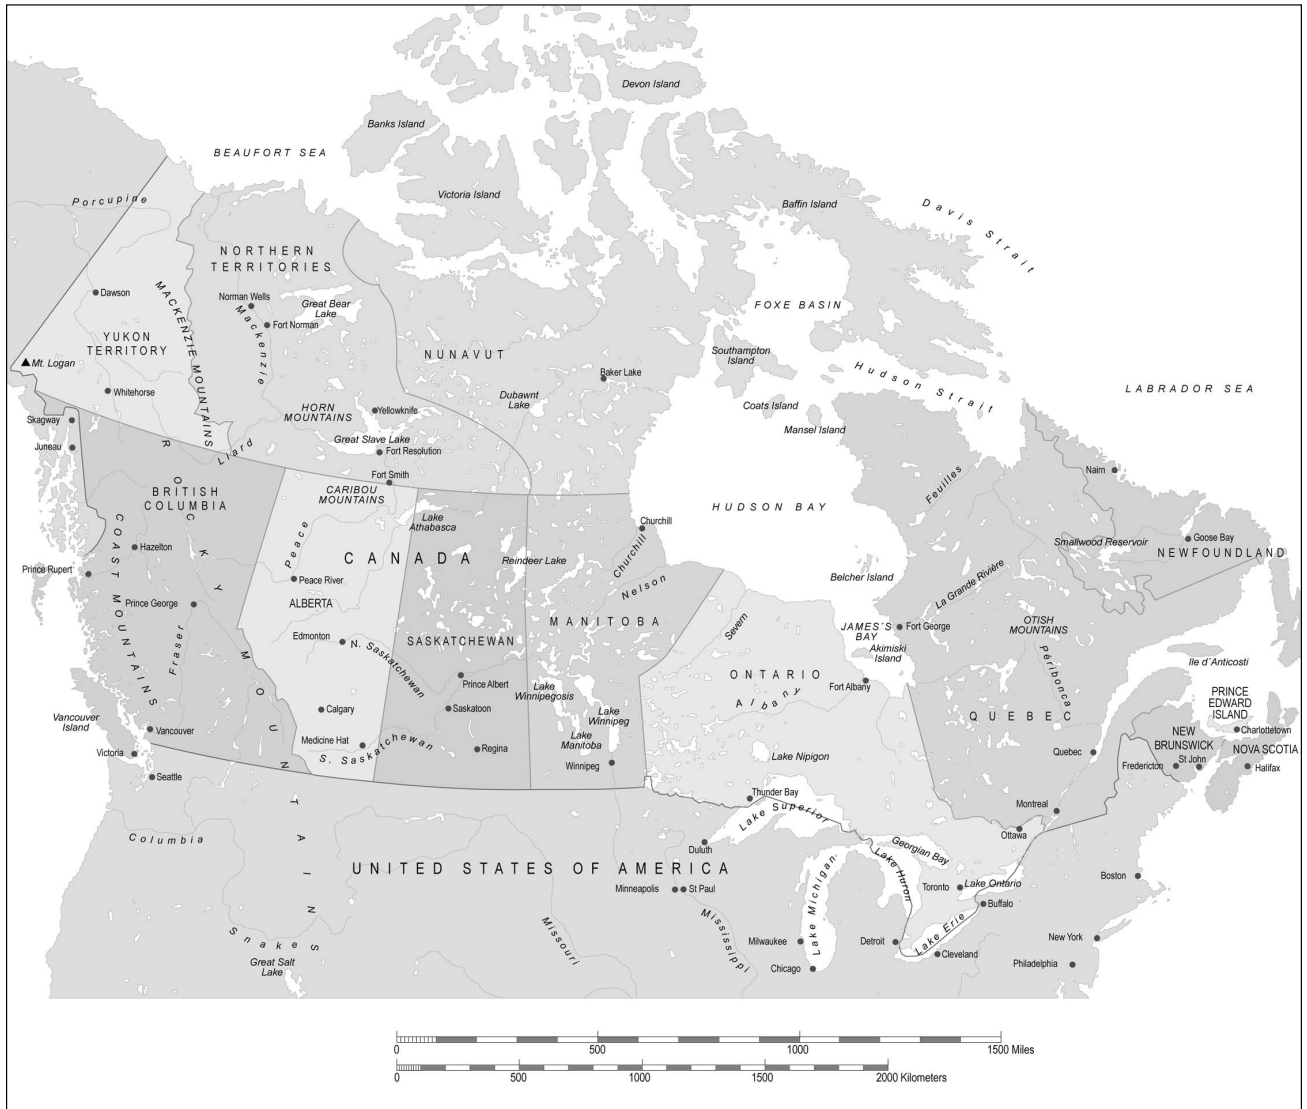 Devon Island
Banks Island
BEAUFORT SEA
Victoria Island
Baffin Island
Davis Strait
Porcupine
NORTHERN
TERRITORIES
Dawson
MACKENZIE MOUNTAINS
Norman Wells
Great Bear
Lake
Fort Norman
Mackenzie
FOXE BASIN
YUKON
TERRITORY
Mt. Logan
NUNAVUT
Southampton
Island
Baker Lake
Hudson Strait
LABRADOR SEA
Whitehorse
Dubawnt
Lake
Coats Island
Mansel Island
HORN
MOUNTAINS
Yellowknife
Skagway
Juneau
Liard
Great Slave Lake
Fort Resolution
Fort Smith
Feuilles
Naim
BRITISH
COLUMBIA
ROCKY MOUNTAINS
CARIBOU
MOUNTAINS
Lake
Athabasca
HUDSON BAY
Churchill
COAST MOUNTAINS
Hazelton
Peace
CANADA
Reindeer Lake
Churchill
Smallwood Reservoir
Goose Bay
NEWFOUNDLAND
Prince Rupert
Peace River
Nelson
Belcher Island
La Grande Riviére
Prince George
ALBERTA
Fraser
Edmonton
N. Saskatchewan
SASKATCHEWAN
MANITOBA
Severn
JAMES'S
BAY
Akimiski
Island
Fort George
OTISH
MOUNTAINS
Péribonca
Ile d´Anticosti
Prince Albert
Lake
Winnipegosis
ONTARIO
Albany
Fort Albany
PRINCE
EDWARD
ISLAND
Calgary
Saskatoon
Lake
Winnipeg
QUEBEC
Vancouver
Island
Vancouver
Charlottetown
NEW
BRUNSWICK
NOVA SCOTIA
Medicine Hat
S. Saskatchewan
Regina
Lake
Manitoba
Victoria
Winnipeg
Lake Nipigon
Quebec
St John
Fredericton
Halifax
Seattle
Thunder Bay
Lake Superior
Montreal
Columbia
Duluth
Georgian Bay
Ottawa
UNITED STATES OF AMERICA
Lake Michigan
Lake Huron
Minneapolis
St Paul
Toronto
Lake Ontario
Boston
Buffalo
Snakes
Missouri
Mississippi
Lake Erie
Milwaukee
Detroit
New York
Great Salt
Lake
Chicago
Cleveland
Philadelphia
0 500 1000 1500 Miles
0 500 1000 1500 2000 Kilometers